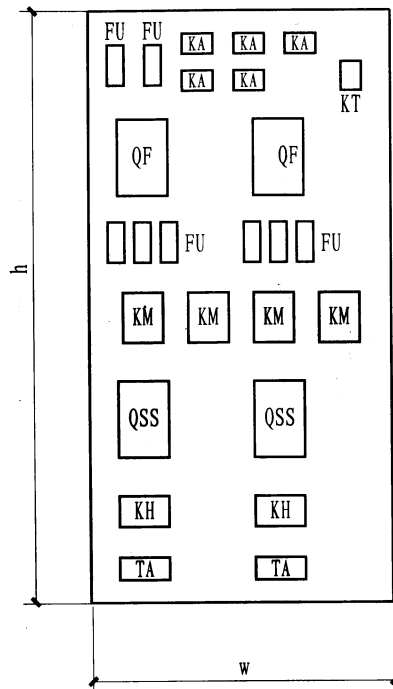 FU FU KA KA KA
KA KA
KT
QF QF
FU FU
h
KM KM KM KM
QSS QSS
KH KH
TA TA
w